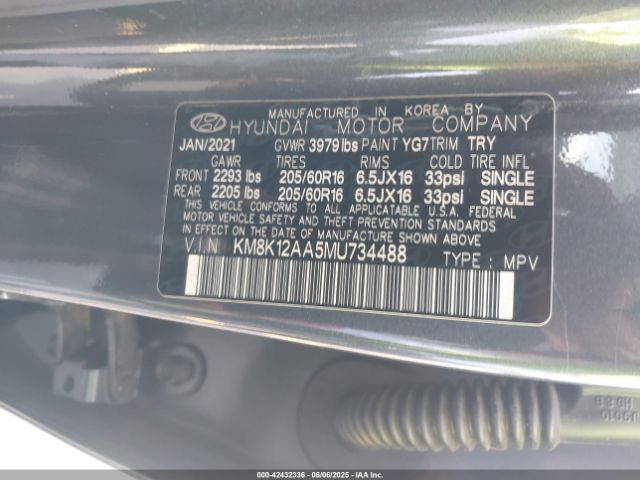 MANUFACTURED IN KOREA BY
HYUNDAI MOTOR COMPANY
JAN/2021 GVWR 3979 lbs PAINT YG7 TRIM TRY
GAWR TIRES RIMS COLD TIRE INFL
FRONT 2293 lbs 205/60R16 6.5JX16 33psi SINGLE
REAR 2205 lbs 205/60R16 6.5JX16 33psi SINGLE
THIS VEHICLE CONFORMS TO ALL APPLICABLE U.S.A. FEDERAL
MOTOR VEHICLE SAFETY AND THEFT PREVENTION STANDARDS
IN EFFECT ON THE DATE OF MANUFACTURE SHOWN ABOVE
V.I.N KM8K12AA5MU734488 TYPE : MPV
000-42432336 - 06/06/2025 - IAA Inc.